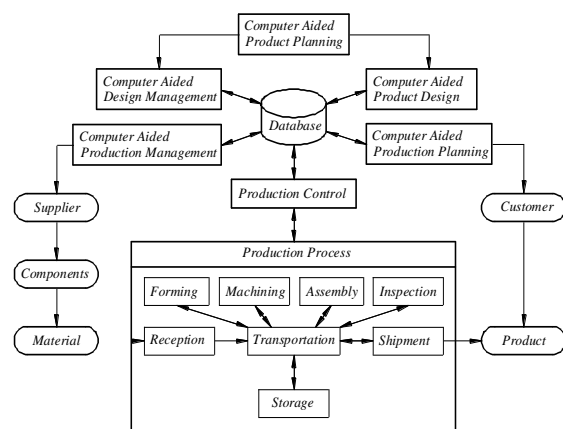 Computer Aided
Product Planning
Computer Aided
Design Management
Computer Aided
Product Design
Database
Computer Aided
Production Management
Computer Aided
Production Planning
Production Control
Supplier
Customer
Production Process
Components
Forming
Machining
Assembly
Inspection
Material
Reception
Transportation
Shipment
Product
Storage